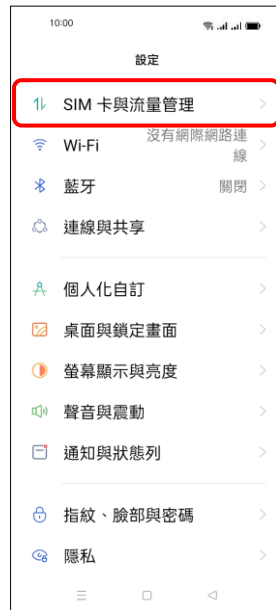 10:00
設定
SIM 卡與流量管理
Wi-Fi
沒有網際網路連
線
藍牙
關閉
連線與共享
個人化自訂
桌面與鎖定畫面
螢幕顯示與亮度
聲音與震動
通知與狀態列
指紋、臉部與密碼
隱私